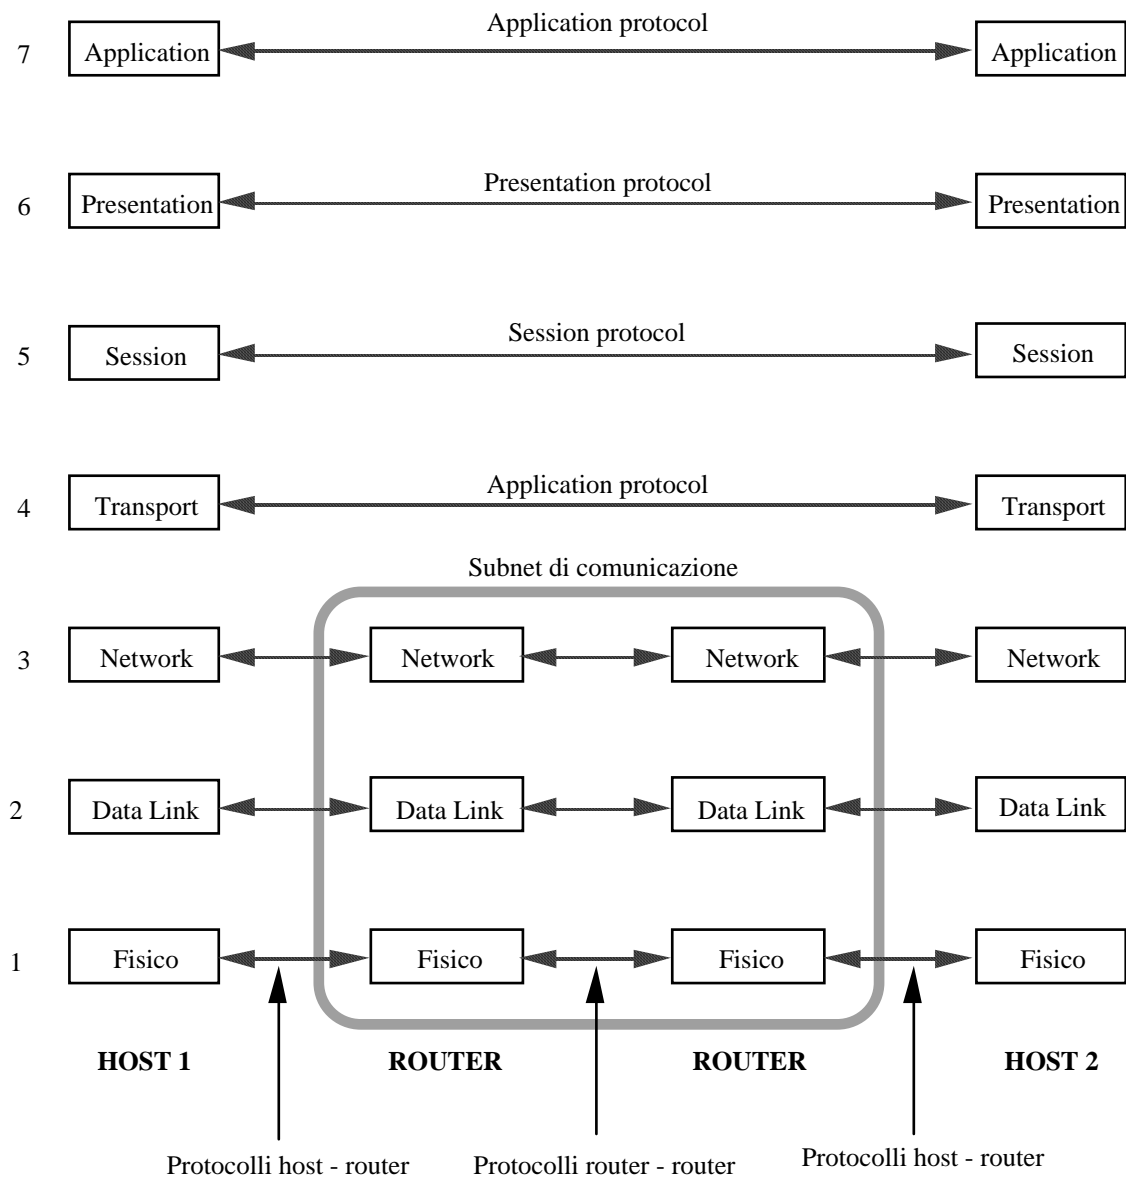 Application protocol
7 Application Application
Presentation protocol
6 Presentation Presentation
Session protocol
5 Session Session
Application protocol
4 Transport Transport
Subnet di comunicazione
3 Network Network Network Network
2 Data Link Data Link Data Link Data Link
1 Fisico Fisico Fisico Fisico
HOST 1 ROUTER ROUTER HOST 2
Protocolli host - router Protocolli router - router Protocolli host - router